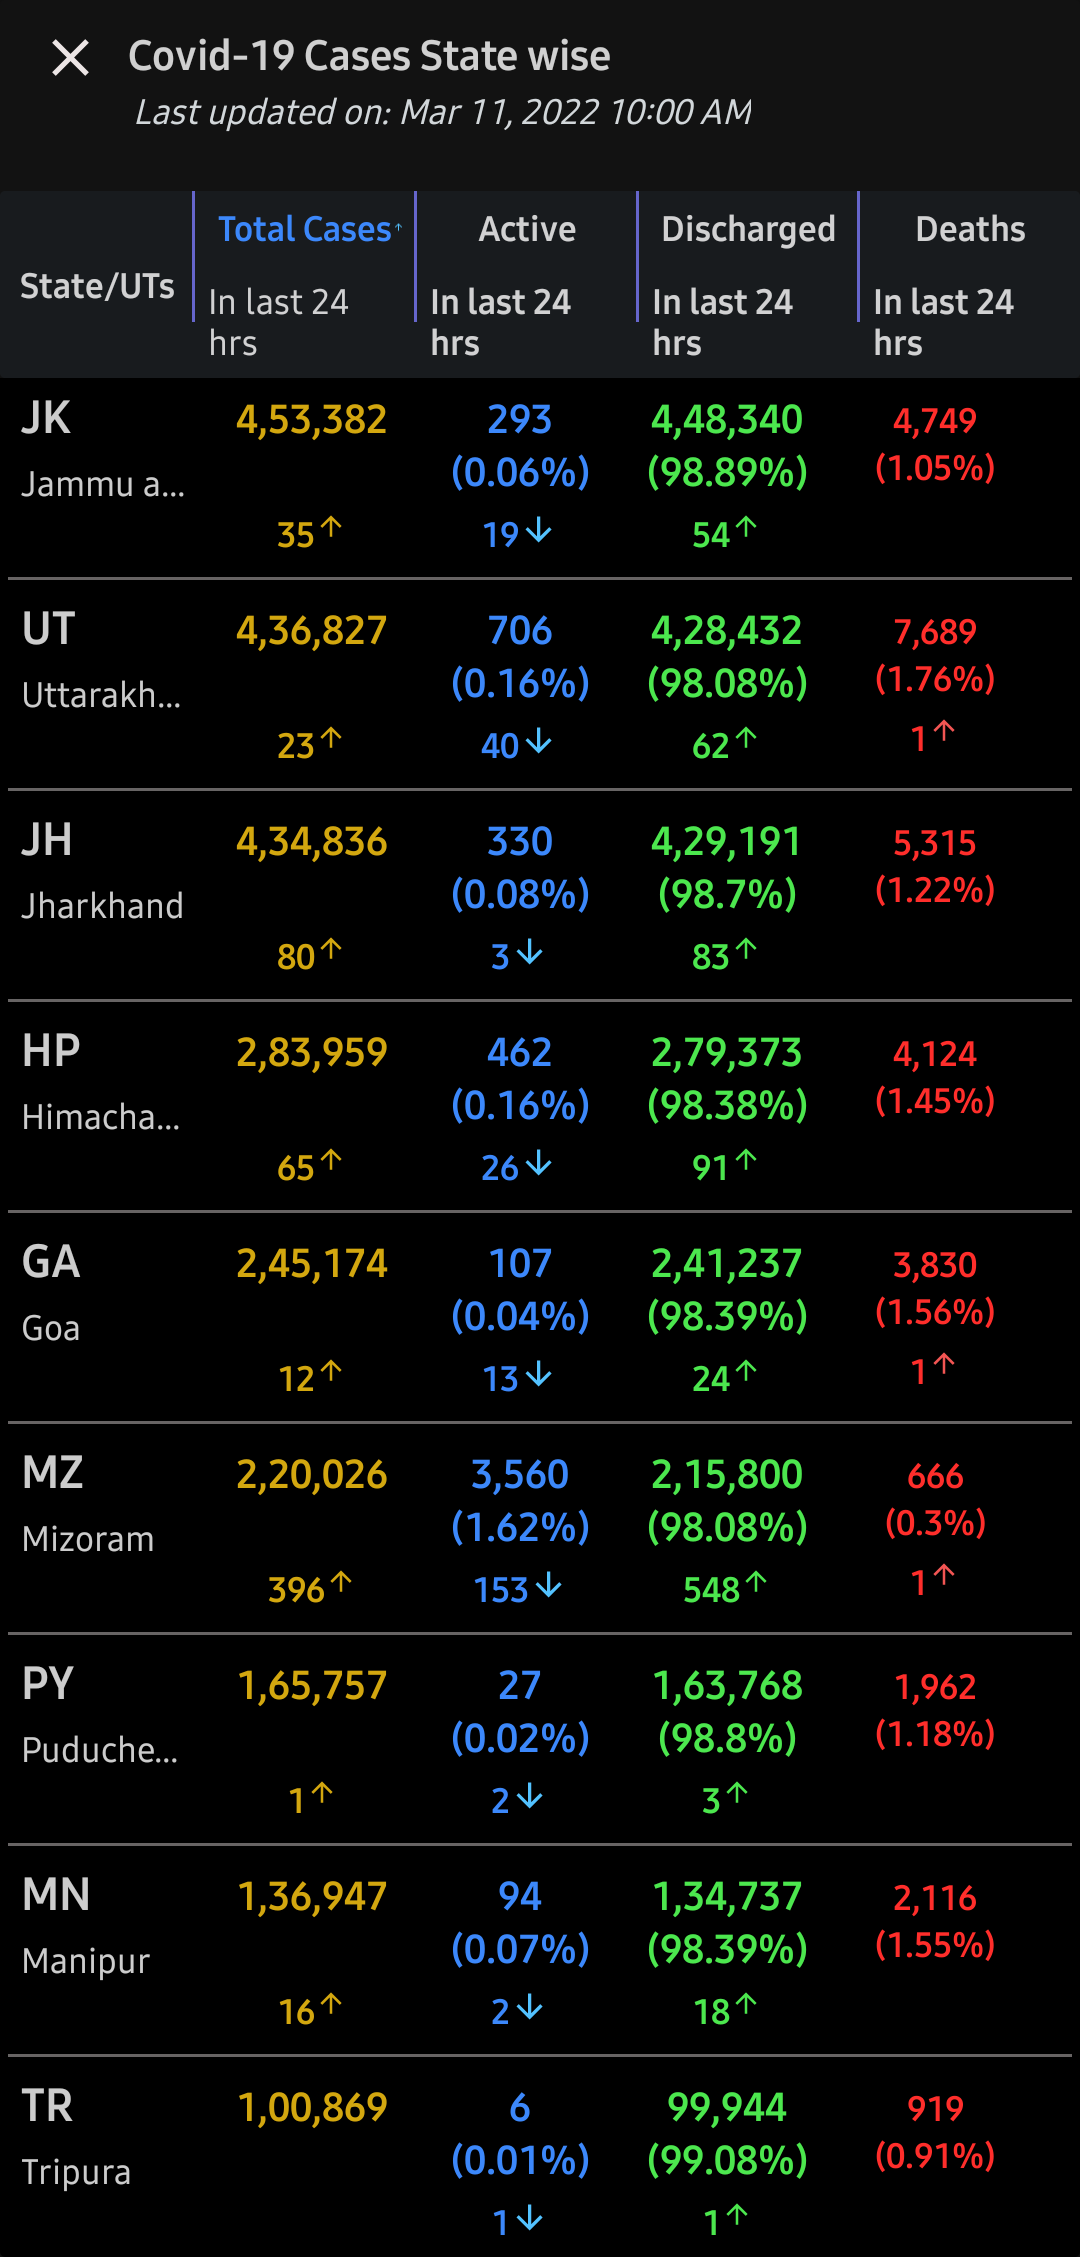 Covid-19 Cases State wise
Last updated on: Mar 11, 2022 10:00 AM
State/UTs
Total Cases↑ Active Discharged Deaths
In last 24 hrs In last 24 hrs In last 24 hrs In last 24 hrs
JK 4,53,382 293 4,48,340 4,749
Jammu a... (0.06%) (98.89%) (1.05%)
35↑ 19↓ 54↑
UT 4,36,827 706 4,28,432 7,689
Uttarakh... (0.16%) (98.08%) (1.76%)
23↑ 40↓ 62↑ 1↑
JH 4,34,836 330 4,29,191 5,315
Jharkhand (0.08%) (98.7%) (1.22%)
80↑ 3↓ 83↑
HP 2,83,959 462 2,79,373 4,124
Himacha... (0.16%) (98.38%) (1.45%)
65↑ 26↓ 91↑
GA 2,45,174 107 2,41,237 3,830
Goa (0.04%) (98.39%) (1.56%)
12↑ 13↓ 24↑ 1↑
MZ 2,20,026 3,560 2,15,800 666
Mizoram (1.62%) (98.08%) (0.3%)
396↑ 153↓ 548↑ 1↑
PY 1,65,757 27 1,63,768 1,962
Puduche... (0.02%) (98.8%) (1.18%)
1↑ 2↓ 3↑
MN 1,36,947 94 1,34,737 2,116
Manipur (0.07%) (98.39%) (1.55%)
16↑ 2↓ 18↑
TR 1,00,869 6 99,944 919
Tripura (0.01%) (99.08%) (0.91%)
1↓ 1↑